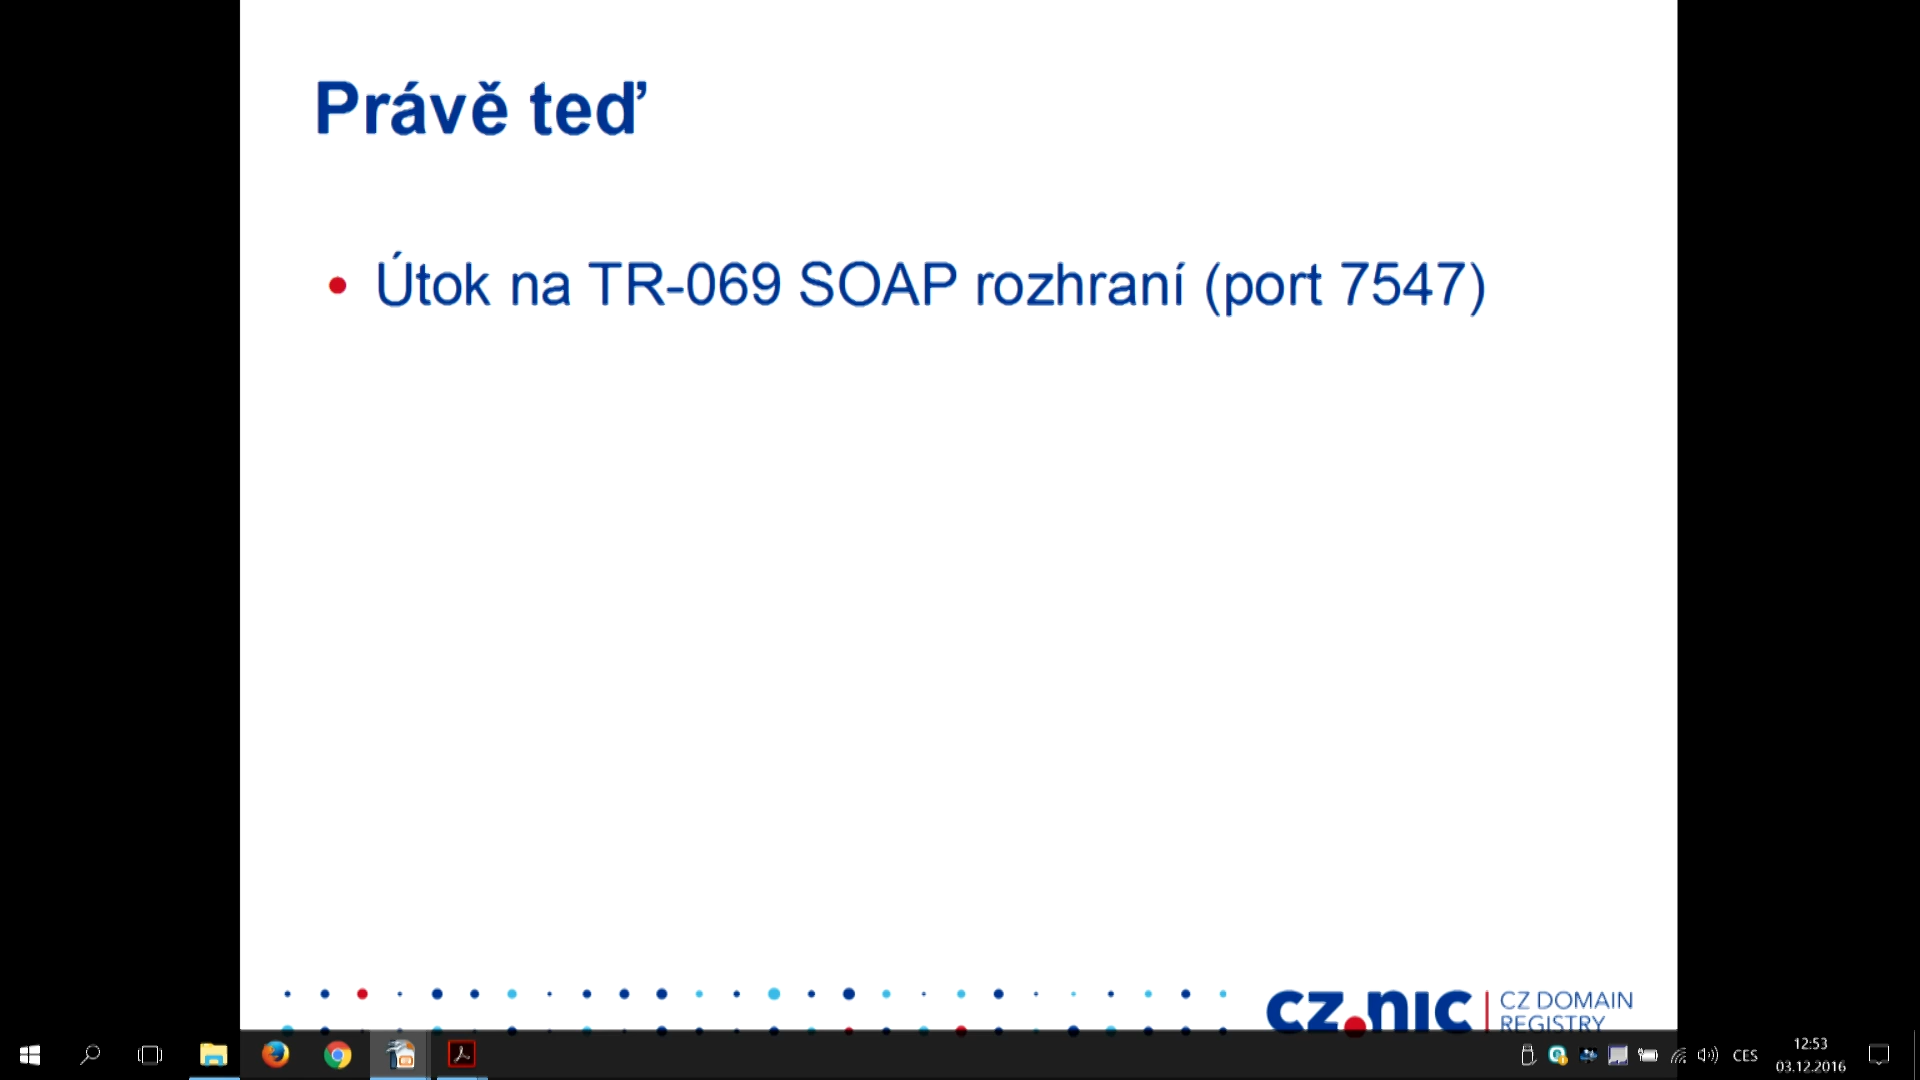 Právě teď
• Útok na TR-069 SOAP rozhraní (port 7547)
CZ.NIC | CZ DOMAIN
REGISTRY
CES
12:53
03.12.2016